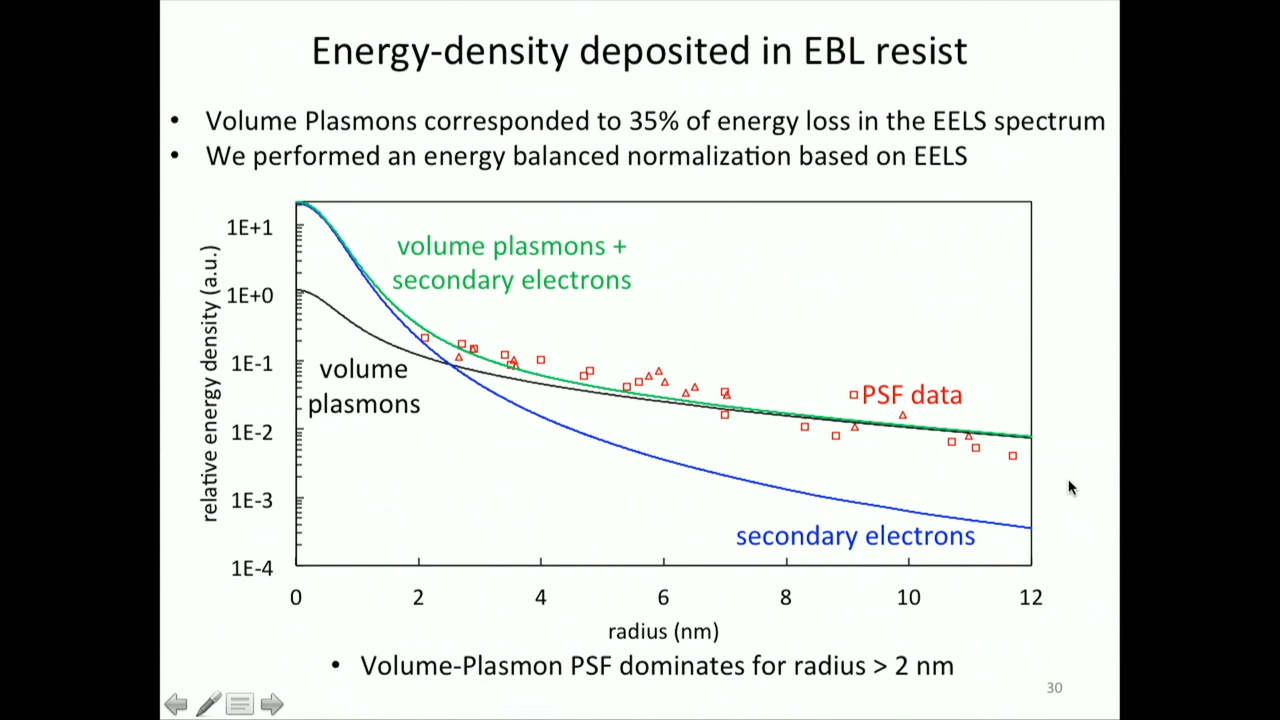 Energy-density deposited in EBL resist
• Volume Plasmons corresponded to 35% of energy loss in the EELS spectrum
• We performed an energy balanced normalization based on EELS
relative energy density (a.u.)
1E+1
1E+0
1E-1
1E-2
1E-3
1E-4
volume plasmons +
secondary electrons
volume
plasmons
PSF data
secondary electrons
0 2 4 6 8 10 12
radius (nm)
• Volume-Plasmon PSF dominates for radius > 2 nm
30